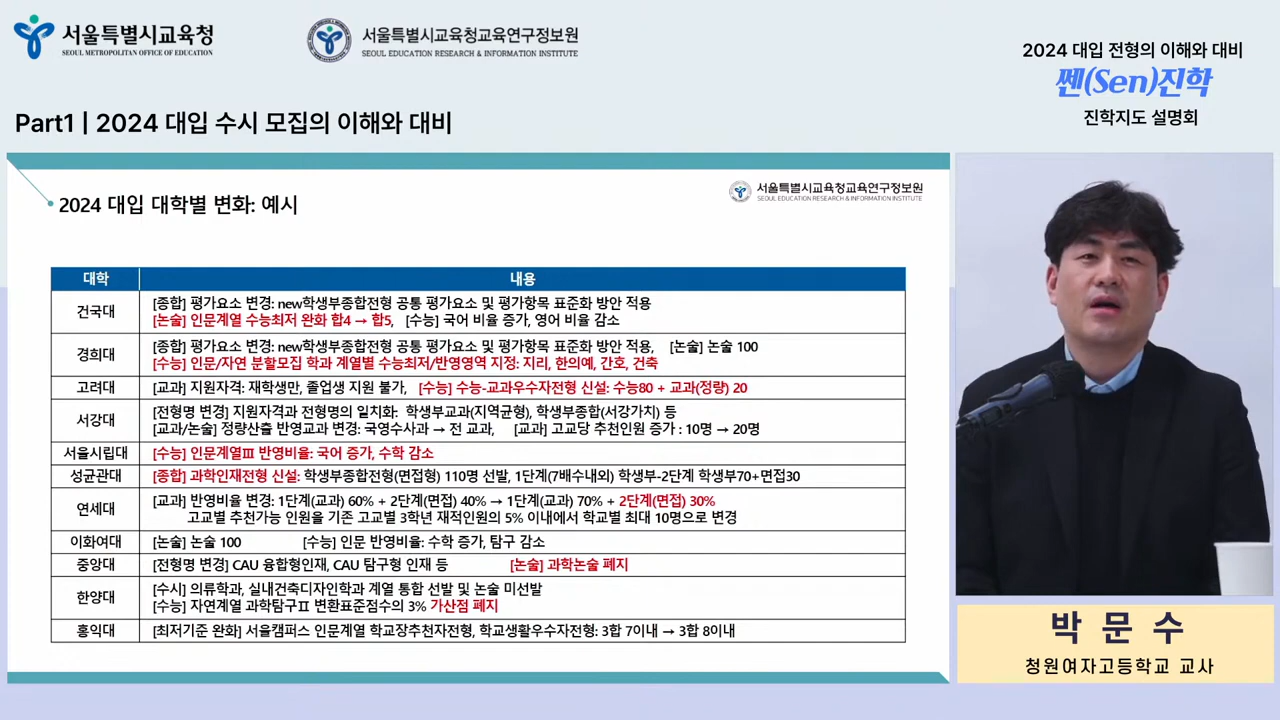 서울특별시교육청
SEOUL METROPOLITAN OFFICE OF EDUCATION
서울특별시교육청교육연구정보원
SEOUL EDUCATION RESEARCH & INFORMATION INSTITUTE
2024 대입 전형의 이해와 대비
쎈(Sen)진학
진학지도 설명회
Part1 | 2024 대입 수시 모집의 이해와 대비
2024 대입 대학별 변화: 예시
서울특별시교육청교육연구정보원
SEOUL EDUCATION RESEARCH & INFORMATION INSTITUTE
대학 내용
건국대 [종합] 평가요소 변경: new학생부종합전형 공통 평가요소 및 평가항목 표준화 방안 적용
[논술] 인문계열 수능최저 완화 합4 → 합5, [수능] 국어 비율 증가, 영어 비율 감소
경희대 [종합] 평가요소 변경: new학생부종합전형 공통 평가요소 및 평가항목 표준화 방안 적용, [논술] 논술 100
[수능] 인문/자연 분할모집 학과 계열별 수능최저/반영영역 지정: 지리, 한의예, 간호, 건축
고려대 [교과] 지원자격: 재학생만, 졸업생 지원 불가, [수능] 수능-교과우수자전형 신설: 수능80 + 교과(정량) 20
서강대 [전형명 변경] 지원자격과 전형명의 일치화: 학생부교과(지역균형), 학생부종합(서강가치) 등
[교과/논술] 정량산출 반영교과 변경: 국영수사과 → 전 교과, [교과] 고교당 추천인원 증가 : 10명 → 20명
서울시립대 [수능] 인문계열Ⅲ 반영비율: 국어 증가, 수학 감소
성균관대 [종합] 과학인재전형 신설: 학생부종합전형(면접형) 110명 선발, 1단계(7배수내외) 학생부-2단계 학생부70+면접30
연세대 [교과] 반영비율 변경: 1단계(교과) 60% + 2단계(면접) 40% → 1단계(교과) 70% + 2단계(면접) 30%
고교별 추천가능 인원을 기존 고교별 3학년 재적인원의 5% 이내에서 학교별 최대 10명으로 변경
이화여대 [논술] 논술 100 [수능] 인문 반영비율: 수학 증가, 탐구 감소
중앙대 [전형명 변경] CAU 융합형인재, CAU 탐구형 인재 등 [논술] 과학논술 폐지
한양대 [수시] 의류학과, 실내건축디자인학과 계열 통합 선발 및 논술 미선발
[수능] 자연계열 과학탐구Ⅱ 변환표준점수의 3% 가산점 폐지
홍익대 [최저기준 완화] 서울캠퍼스 인문계열 학교장추천자전형, 학교생활우수자전형: 3합 7이내 → 3합 8이내
박 문 수
청원여자고등학교 교사